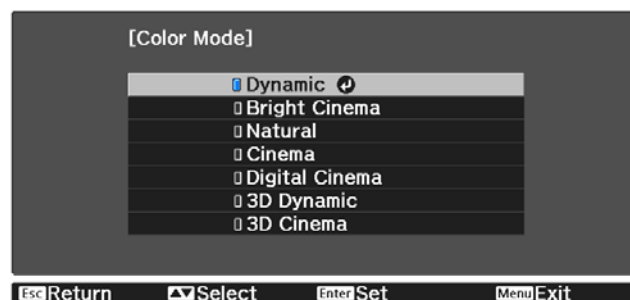 [Color Mode]
Dynamic
Bright Cinema
Natural
Cinema
Digital Cinema
3D Dynamic
3D Cinema
Esc Return Select Enter Set Menu Exit